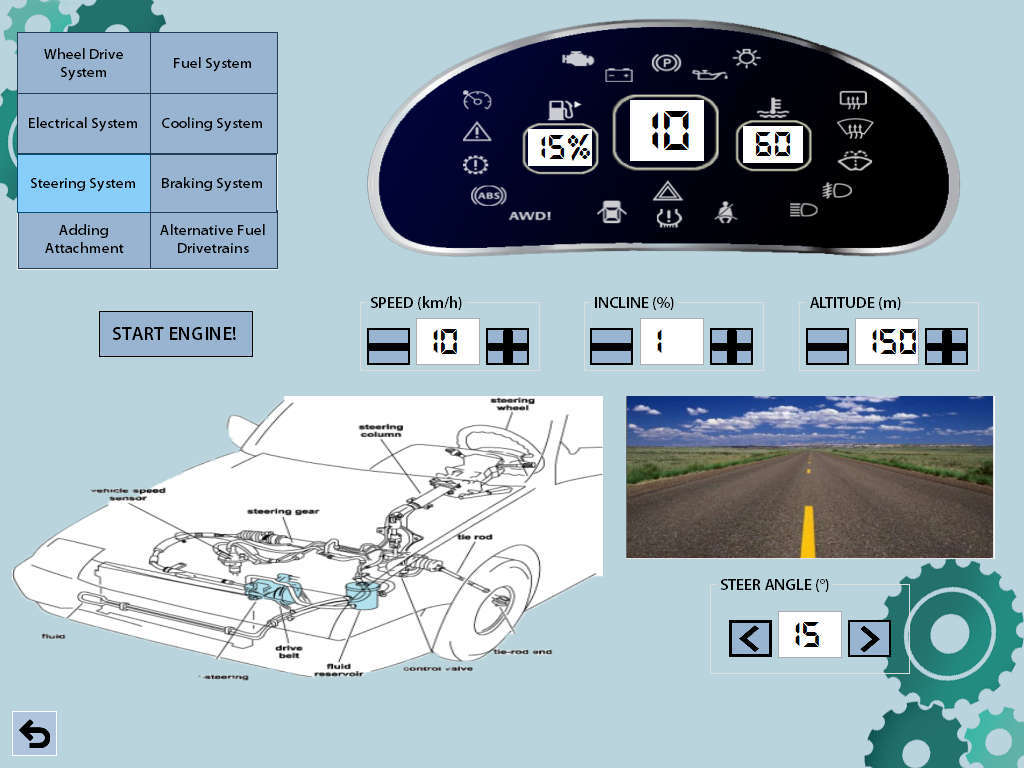 Wheel Drive
System
Fuel System
Electrical System
Cooling System
Steering System
Braking System
Adding
Attachment
Alternative Fuel
Drivetrains
START ENGINE!
P
15%
10
60
ABS
AWD!
SPEED (km/h)
10
INCLINE (%)
1
ALTITUDE (m)
150
steering
wheel
steering
column
vehicle speed
sensor
steering gear
tie rod
fluid
drive
belt
fluid
reservoir
control valve
tie-rod end
-steering
STEER ANGLE (°)
15